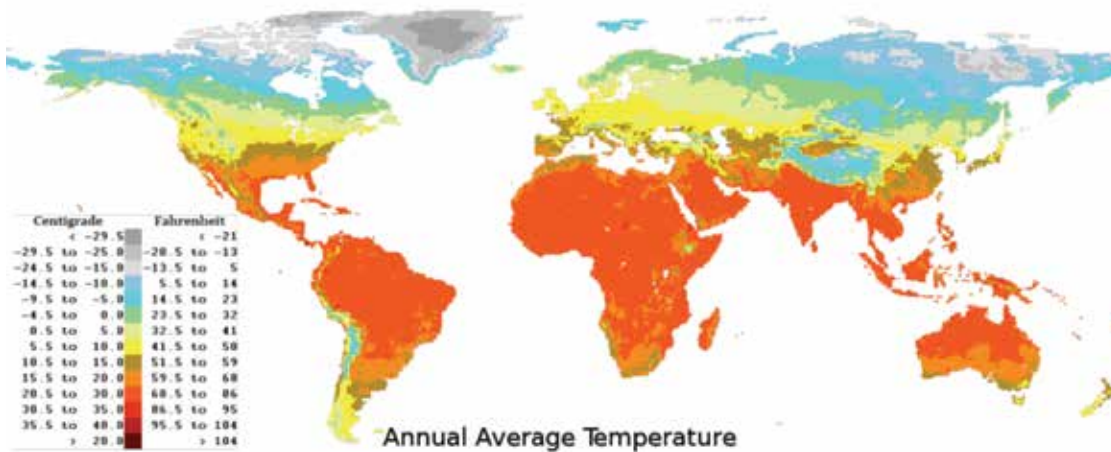 Centigrade Fahrenheit
< -29.5 < -21
-29.5 to -25.0 -20.5 to -13
-24.5 to -15.0 -13.5 to 5
-14.5 to -10.0 5.5 to 14
-9.5 to -5.0 14.5 to 23
-4.5 to 0.0 23.5 to 32
0.5 to 5.0 32.5 to 41
5.5 to 10.0 41.5 to 50
10.5 to 15.0 51.5 to 59
15.5 to 20.0 59.5 to 68
20.5 to 30.0 68.5 to 86
30.5 to 35.0 86.5 to 95
35.5 to 40.0 95.5 to 104
> 20.0 > 104
Annual Average Temperature